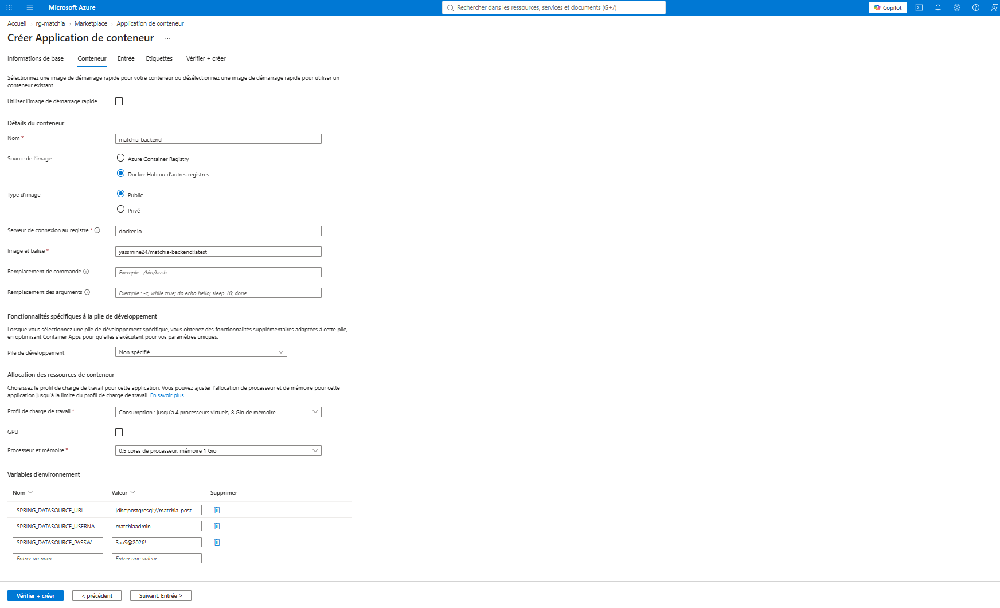 Microsoft Azure
Rechercher dans les ressources, services et documents (G+/)
Copilot
Accueil › rg-matchia › Marketplace › Application de conteneur
Créer Application de conteneur ...
Informations de base
Conteneur
Entrée
Etiquettes
Vérifier + créer
Sélectionnez une image de démarrage rapide pour votre conteneur ou désélectionnez une image de démarrage rapide pour utiliser un
conteneur existant.
Utiliser l'image de démarrage rapide
Détails du conteneur
Nom *
matchia-backend
Source de l'image
Azure Container Registry
Docker Hub ou d'autres registres
Type d'image
Public
Privé
Serveur de connexion au registre *
docker.io
Image et balise *
yassmine24/matchia-backend:latest
Remplacement de commande
Exemple : /bin/bash
Remplacement des arguments
Exemple : -c, while true; do echo hello; sleep 10; done
Fonctionnalités spécifiques à la pile de développement
Lorsque vous sélectionnez une pile de développement spécifique, vous obtenez des fonctionnalités supplémentaires adaptées à cette pile,
en optimisant Container Apps pour qu'elles s'exécutent pour vos paramètres uniques.
Pile de développement
Non spécifié
Allocation des ressources de conteneur
Choisissez le profil de charge de travail pour cette application. Vous pouvez ajuster l'allocation de processeur et de mémoire pour cette
application jusqu'à la limite du profil de charge de travail. En savoir plus
Profil de charge de travail *
Consumption : jusqu'à 4 processeurs virtuels, 8 Gio de mémoire
GPU
Processeur et mémoire *
0.5 cores de processeur, mémoire 1 Gio
Variables d'environnement
Nom
Valeur
Supprimer
SPRING_DATASOURCE_URL
jdbc:postgresql://matchia-post...
SPRING_DATASOURCE_USERNA...
matchiaadmin
SPRING_DATASOURCE_PASSW...
SaaS@2026!
Entrer un nom
Entrer une valeur
Vérifier + créer
< précédent
Suivant: Entrée >